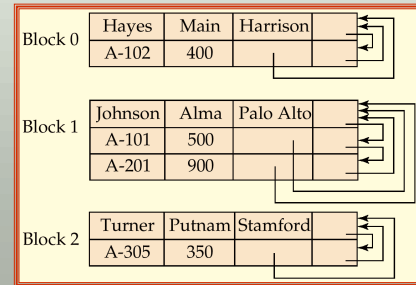 Block 0
Hayes Main Harrison
A-102 400
Block 1
Johnson Alma Palo Alto
A-101 500
A-201 900
Block 2
Turner Putnam Stamford
A-305 350